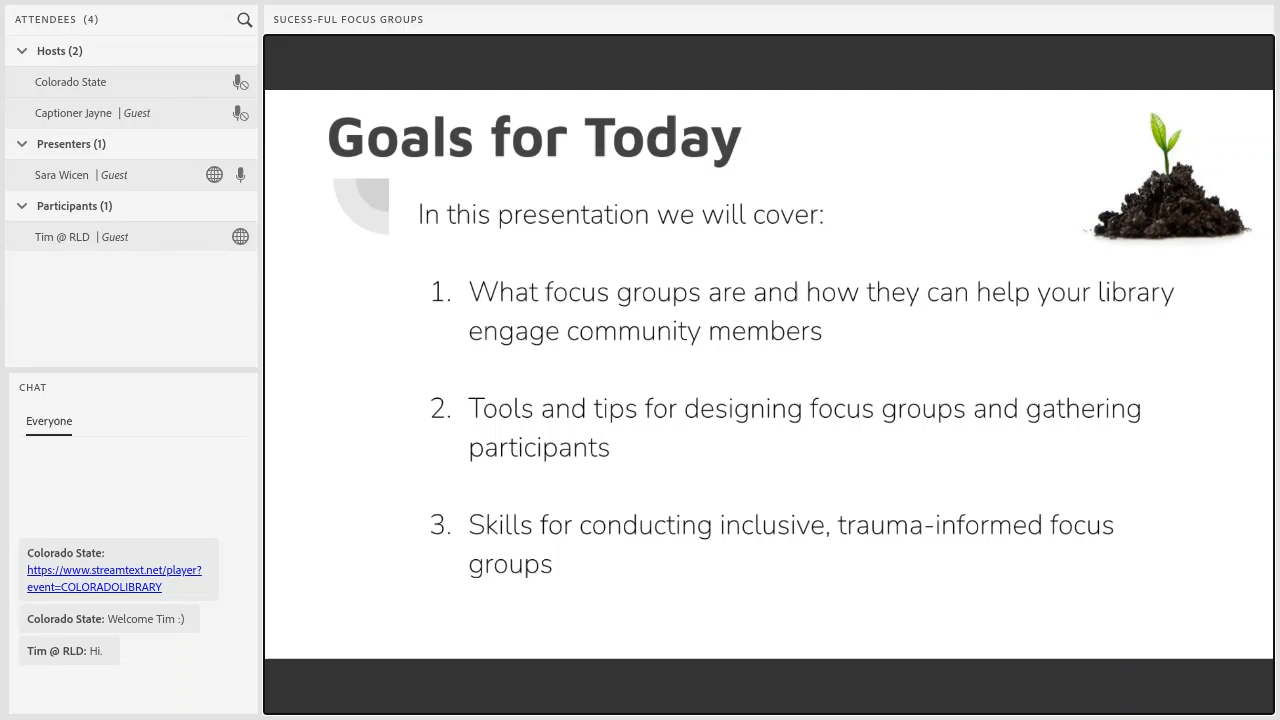 ATTENDEES (4)
Hosts (2)
Colorado State
Captioner Jayne | Guest
Presenters (1)
Sara Wicen | Guest
Participants (1)
Tim @ RLD | Guest
CHAT
Everyone
Colorado State:
https://www.streamtext.net/player?
event=COLORADOLIBRARY
Colorado State: Welcome Tim :)
Tim @ RLD: Hi.
SUCESS-FUL FOCUS GROUPS
Goals for Today
In this presentation we will cover:
1. What focus groups are and how they can help your library
engage community members
2. Tools and tips for designing focus groups and gathering
participants
3. Skills for conducting inclusive, trauma-informed focus
groups